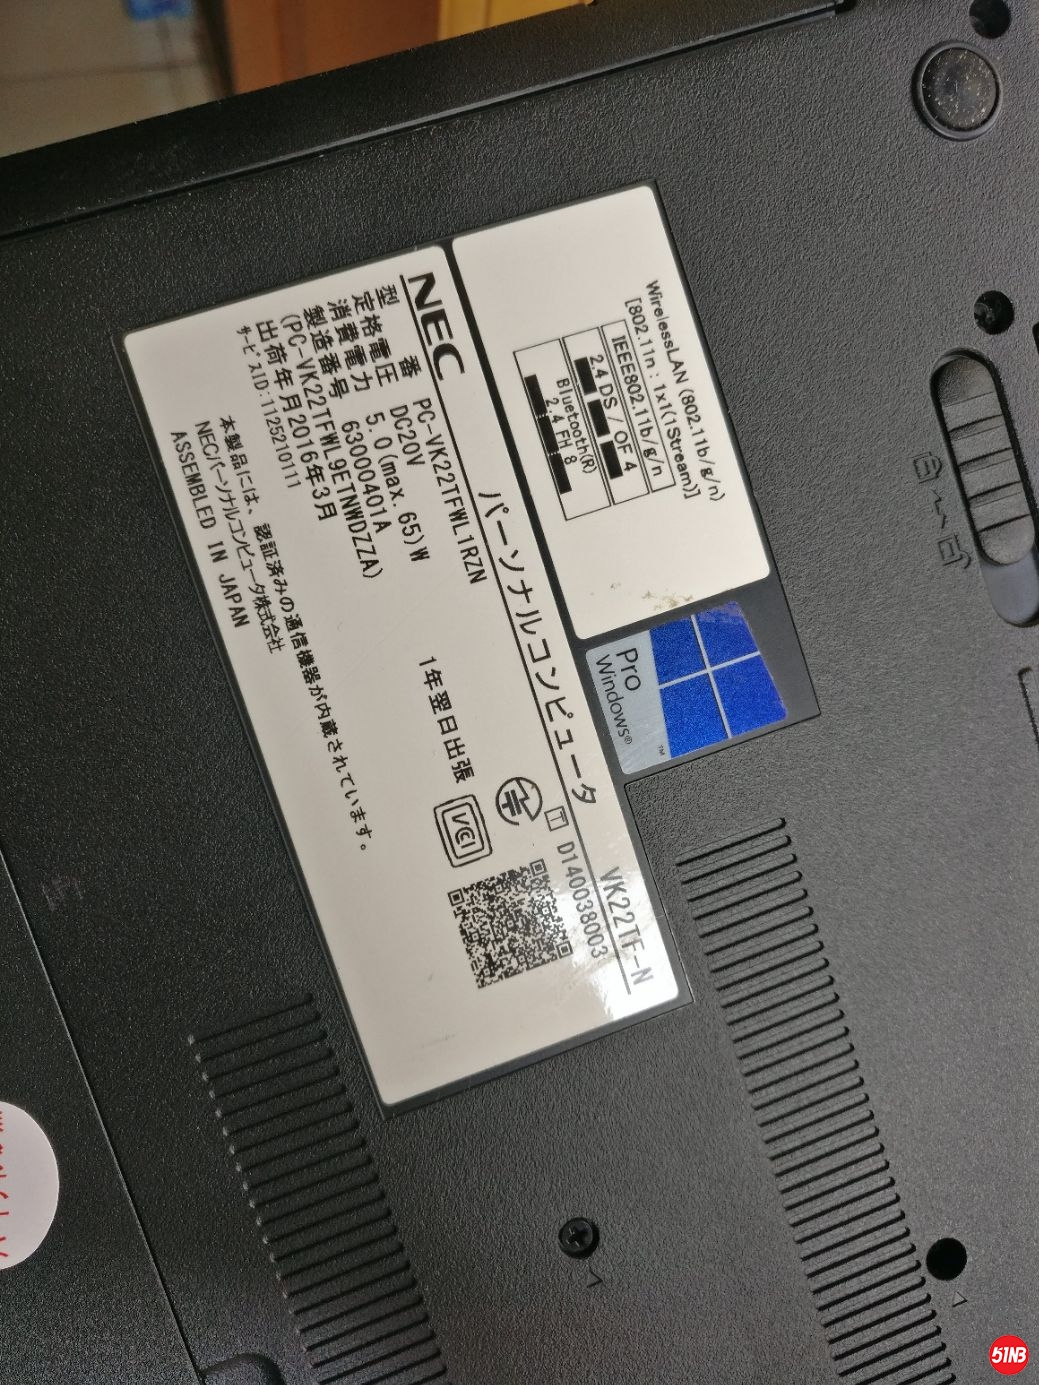 WirelessLAN (802.11b/g/n)
[802.11n : 1x1(1Stream)]
IEEE802.11b/g/n
2.4 DS / OF 4
Bluetooth(R)
2.4 FH 8
Windows®
Pro
TM
NEC パーソナルコンピュータ VK22TF-N
型番 PC-VK22TFWL1RZN
定格電圧 DC20V
消費電力 5.0(max.65)W
製造番号 63000401A
(PC-VK22TFWL9ETNWDZZA)
出荷年月2016年3月
サービスID:1125210111
T D140038003
1年翌日出張
VCI
本製品には、認証済みの通信機器が内蔵されています。
NECパーソナルコンピュータ株式会社
ASSEMBLED IN JAPAN
51NB